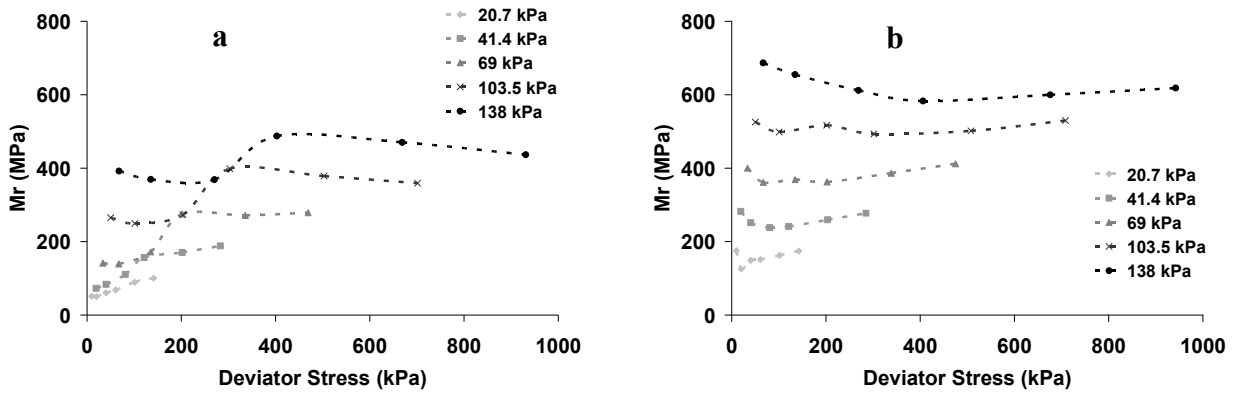 a
20.7 kPa
41.4 kPa
69 kPa
103.5 kPa
138 kPa
800
600
400
200
0
Mr (MPa)
0 200 400 600 800 1000
Deviator Stress (kPa)
b
20.7 kPa
41.4 kPa
69 kPa
103.5 kPa
138 kPa
800
600
400
200
0
Mr (MPa)
0 200 400 600 800 1000
Deviator Stress (kPa)